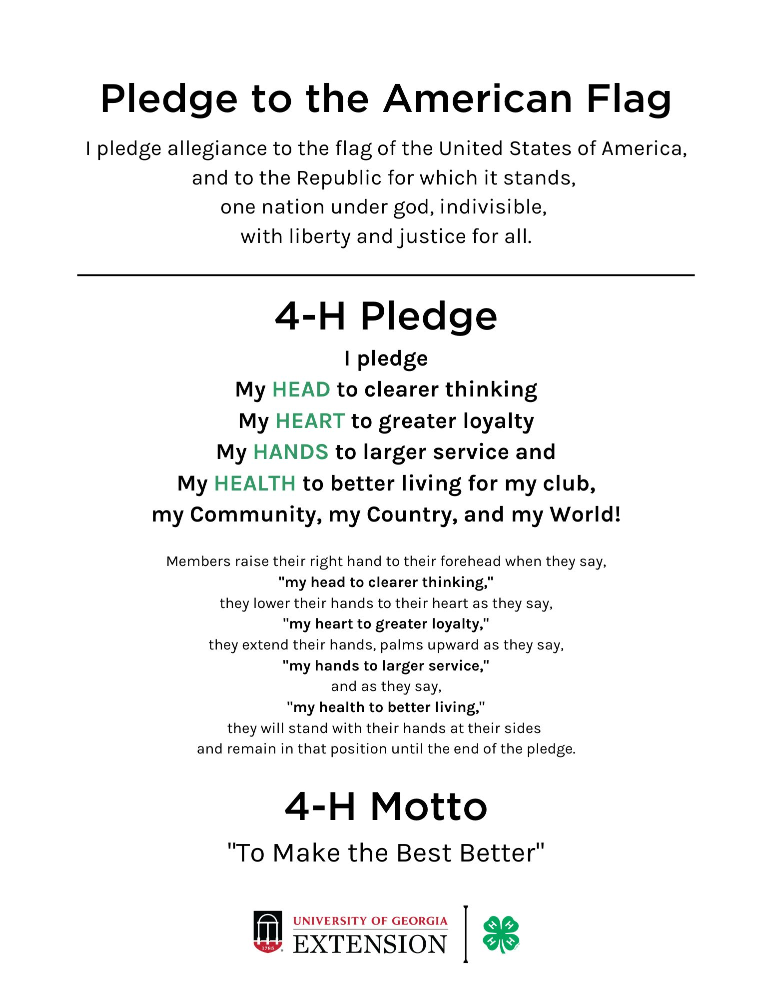 Pledge to the American Flag
I pledge allegiance to the flag of the United States of America,
and to the Republic for which it stands,
one nation under god, indivisible,
with liberty and justice for all.
4-H Pledge
I pledge
My HEAD to clearer thinking
My HEART to greater loyalty
My HANDS to larger service and
My HEALTH to better living for my club,
my Community, my Country, and my World!
Members raise their right hand to their forehead when they say,
"my head to clearer thinking,"
they lower their hands to their heart as they say,
"my heart to greater loyalty,"
they extend their hands, palms upward as they say,
"my hands to larger service,"
and as they say,
"my health to better living,"
they will stand with their hands at their sides
and remain in that position until the end of the pledge.
4-H Motto
"To Make the Best Better"
UNIVERSITY OF GEORGIA
EXTENSION
1785
®
H H
H H